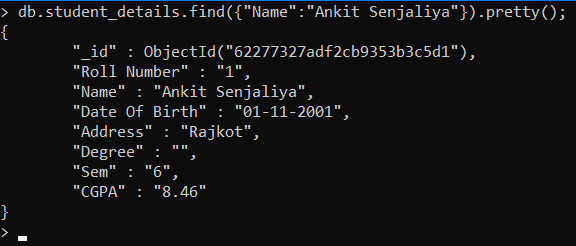 > db.student_details.find({"Name":"Ankit Senjaliya"}).pretty();
{
        "_id" : ObjectId("62277327adf2cb9353b3c5d1"),
        "Roll Number" : "1",
        "Name" : "Ankit Senjaliya",
        "Date Of Birth" : "01-11-2001",
        "Address" : "Rajkot",
        "Degree" : "",
        "Sem" : "6",
        "CGPA" : "8.46"
}
>